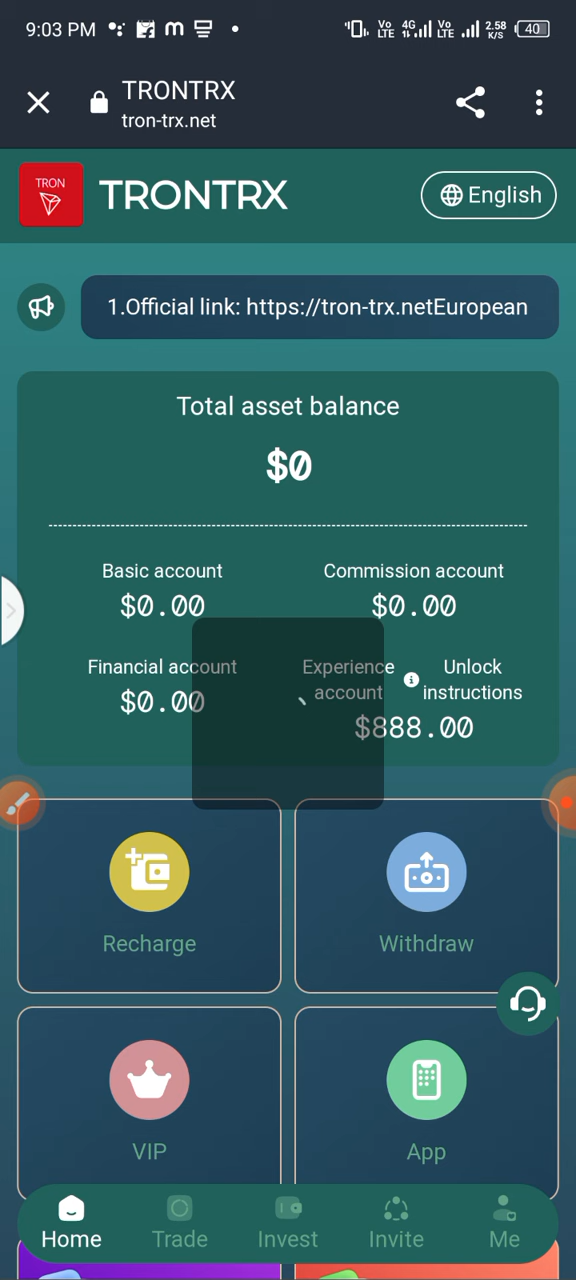 9:03 PM
Vo LTE 4G Vo LTE 2.58 K/S 40
TRONTRX
tron-trx.net
TRON
TRONTRX
English
1.Official link: https://tron-trx.netEuropean
Total asset balance
$0
Basic account
Commission account
$0.00
$0.00
Financial account
Experience account
Unlock instructions
$0.00
$888.00
Recharge
Withdraw
VIP
App
Home
Trade
Invest
Invite
Me